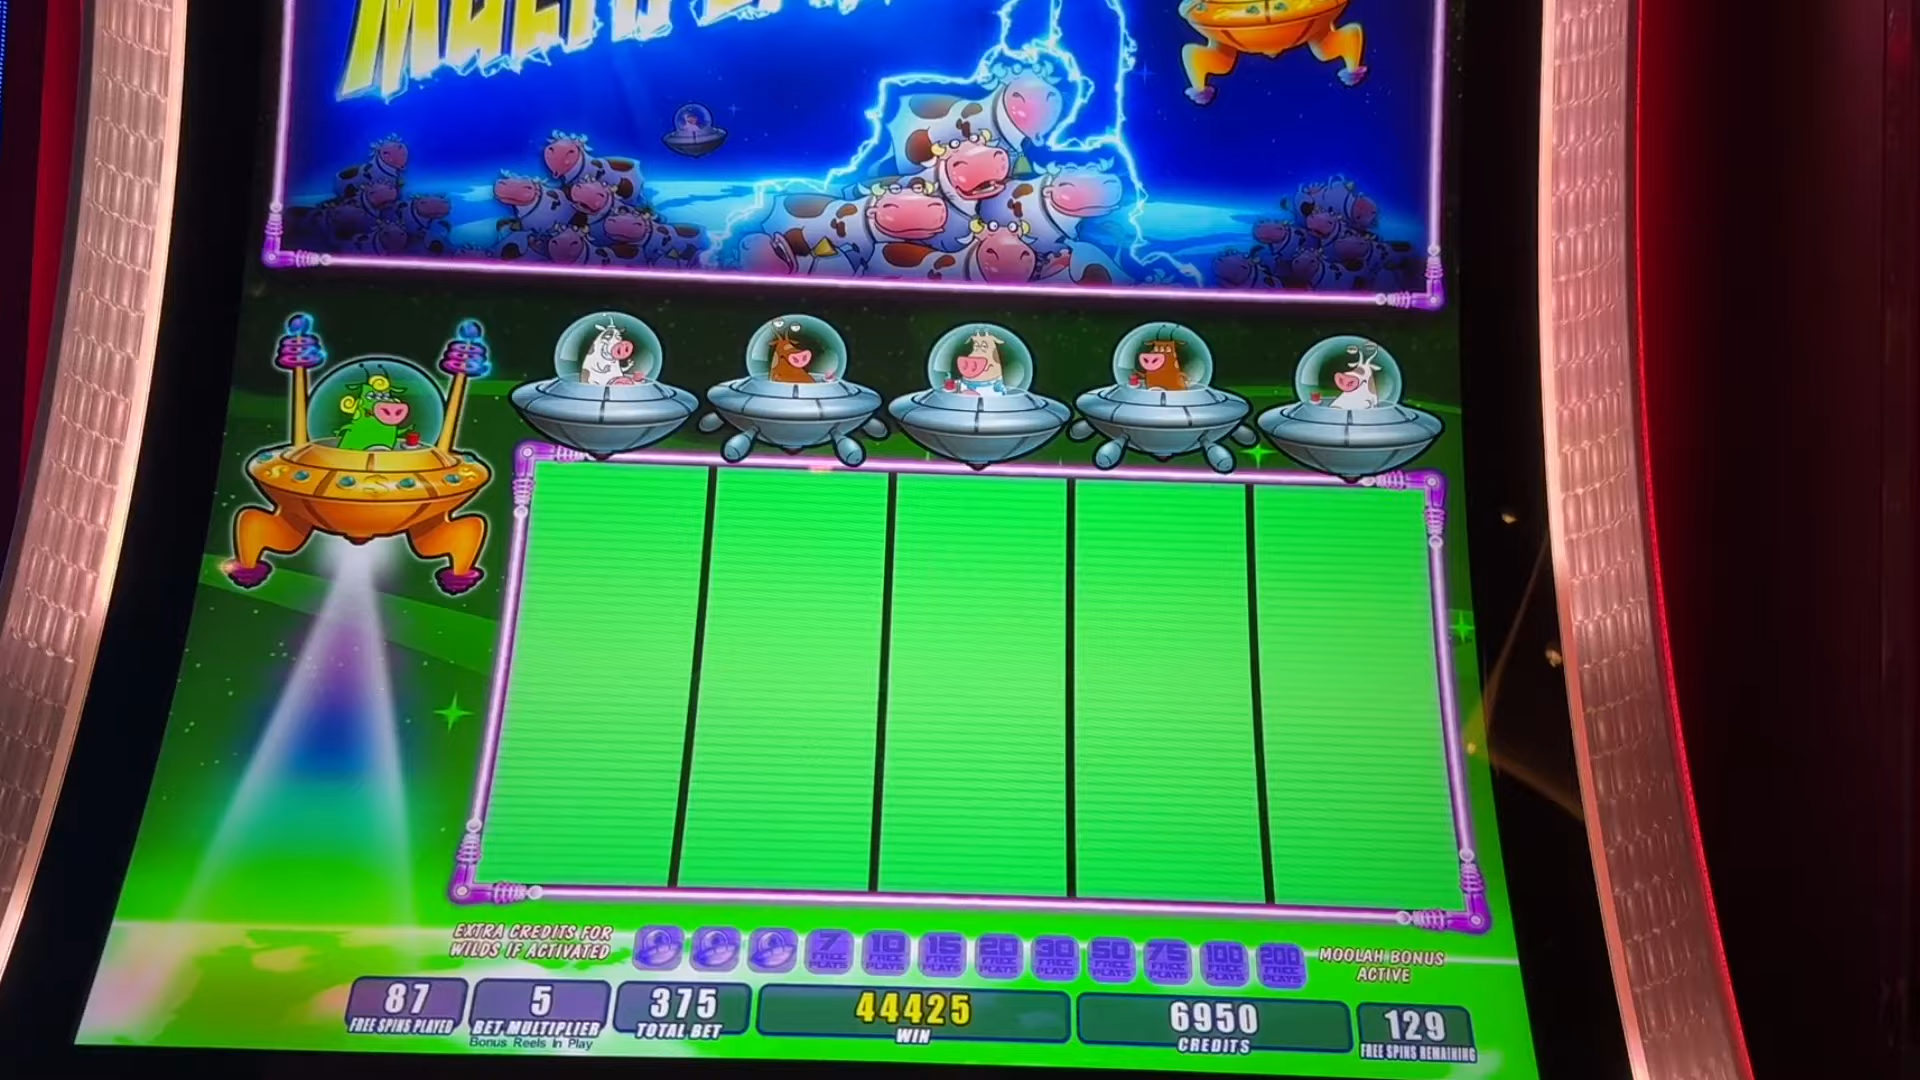 EXTRA CREDITS FOR
WILDS IF ACTIVATED
7 FREE PLAYS
10 FREE PLAYS
15 FREE PLAYS
20 FREE PLAYS
30 FREE PLAYS
50 FREE PLAYS
75 FREE PLAYS
100 FREE PLAYS
200 FREE PLAYS
MOOLAH BONUS
ACTIVE
87
FREE SPINS PLAYED
5
BET MULTIPLIER
Bonus Reels In Play
375
TOTAL BET
44425
WIN
6950
CREDITS
129
FREE SPINS REMAINING